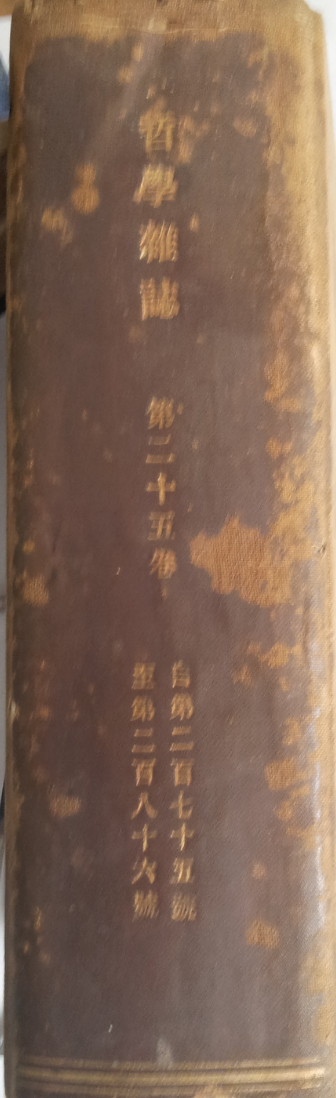 哲學雜誌
第二十五卷
自第二百七十五號
至第二百八十六號